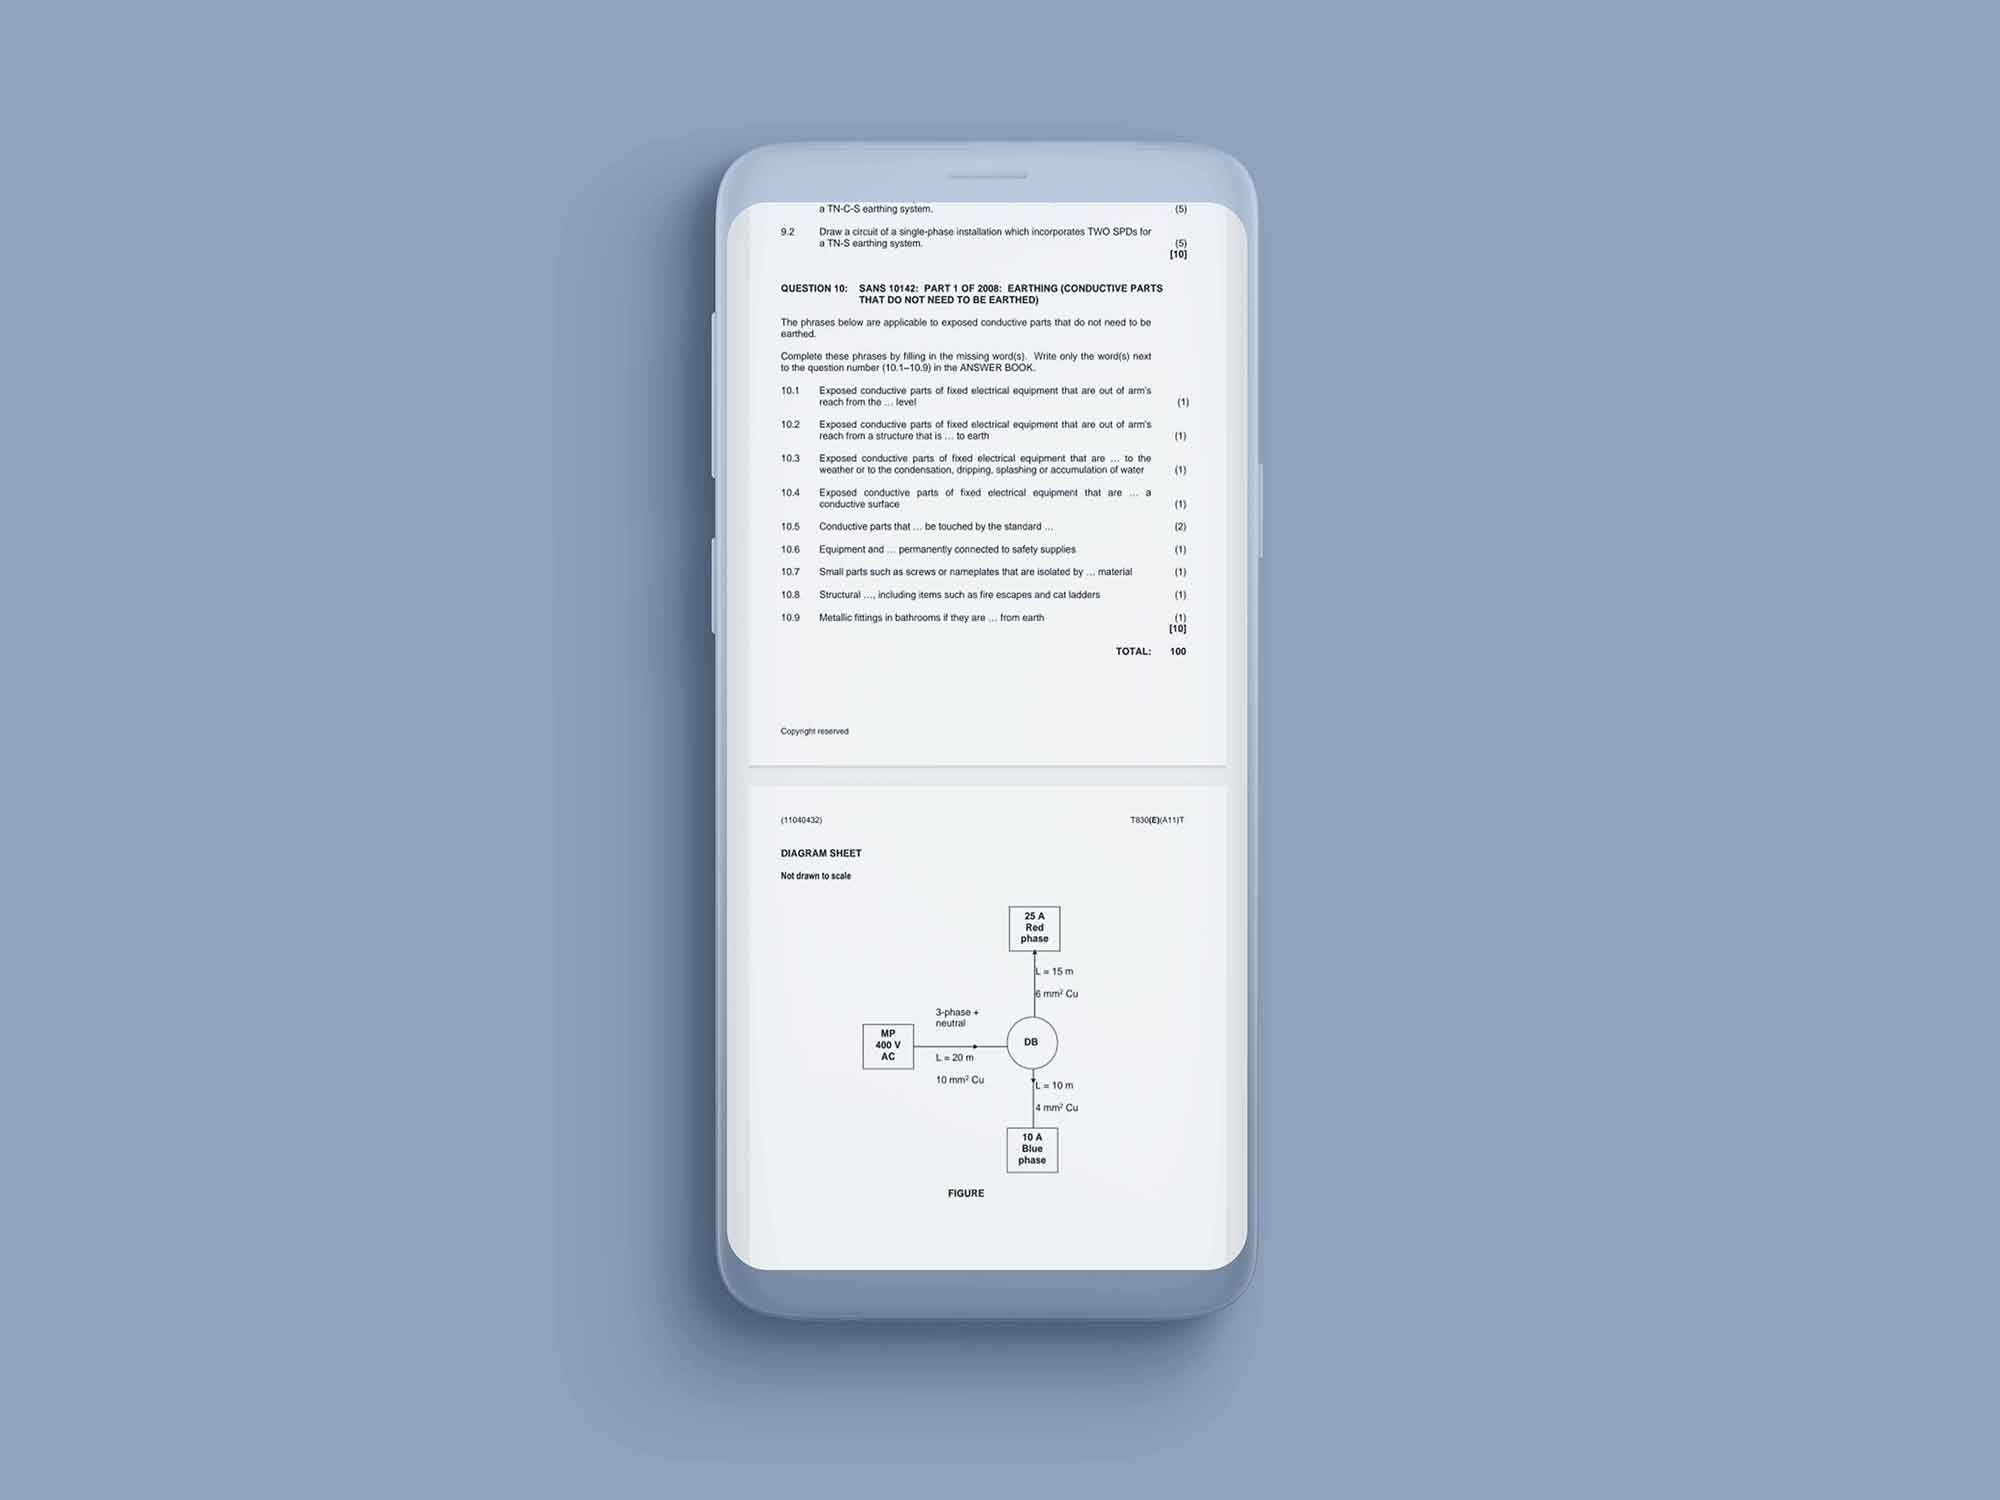 a TN-C-S earthing system. (5)
9.2 Draw a circuit of a single-phase installation which incorporates TWO SPDs for
a TN-S earthing system. (5)
[10]
QUESTION 10: SANS 10142: PART 1 OF 2008: EARTHING (CONDUCTIVE PARTS
THAT DO NOT NEED TO BE EARTHED)
The phrases below are applicable to exposed conductive parts that do not need to be
earthed.
Complete these phrases by filling in the missing word(s). Write only the word(s) next
to the question number (10.1–10.9) in the ANSWER BOOK.
10.1 Exposed conductive parts of fixed electrical equipment that are out of arm's
reach from the … level (1)
10.2 Exposed conductive parts of fixed electrical equipment that are out of arm's
reach from a structure that is … to earth (1)
10.3 Exposed conductive parts of fixed electrical equipment that are … to the
weather or to the condensation, dripping, splashing or accumulation of water (1)
10.4 Exposed conductive parts of fixed electrical equipment that are … a
conductive surface (1)
10.5 Conductive parts that … be touched by the standard … (2)
10.6 Equipment and … permanently connected to safety supplies (1)
10.7 Small parts such as screws or nameplates that are isolated by … material (1)
10.8 Structural …, including items such as fire escapes and cat ladders (1)
10.9 Metallic fittings in bathrooms if they are … from earth (1)
[10]
TOTAL: 100
Copyright reserved
(11040432) T830(E)(A11)T
DIAGRAM SHEET
Not drawn to scale
25 A
Red
phase
L = 15 m
6 mm² Cu
3-phase +
neutral
MP
400 V
AC
DB
L = 20 m
10 mm² Cu
L = 10 m
4 mm² Cu
10 A
Blue
phase
FIGURE